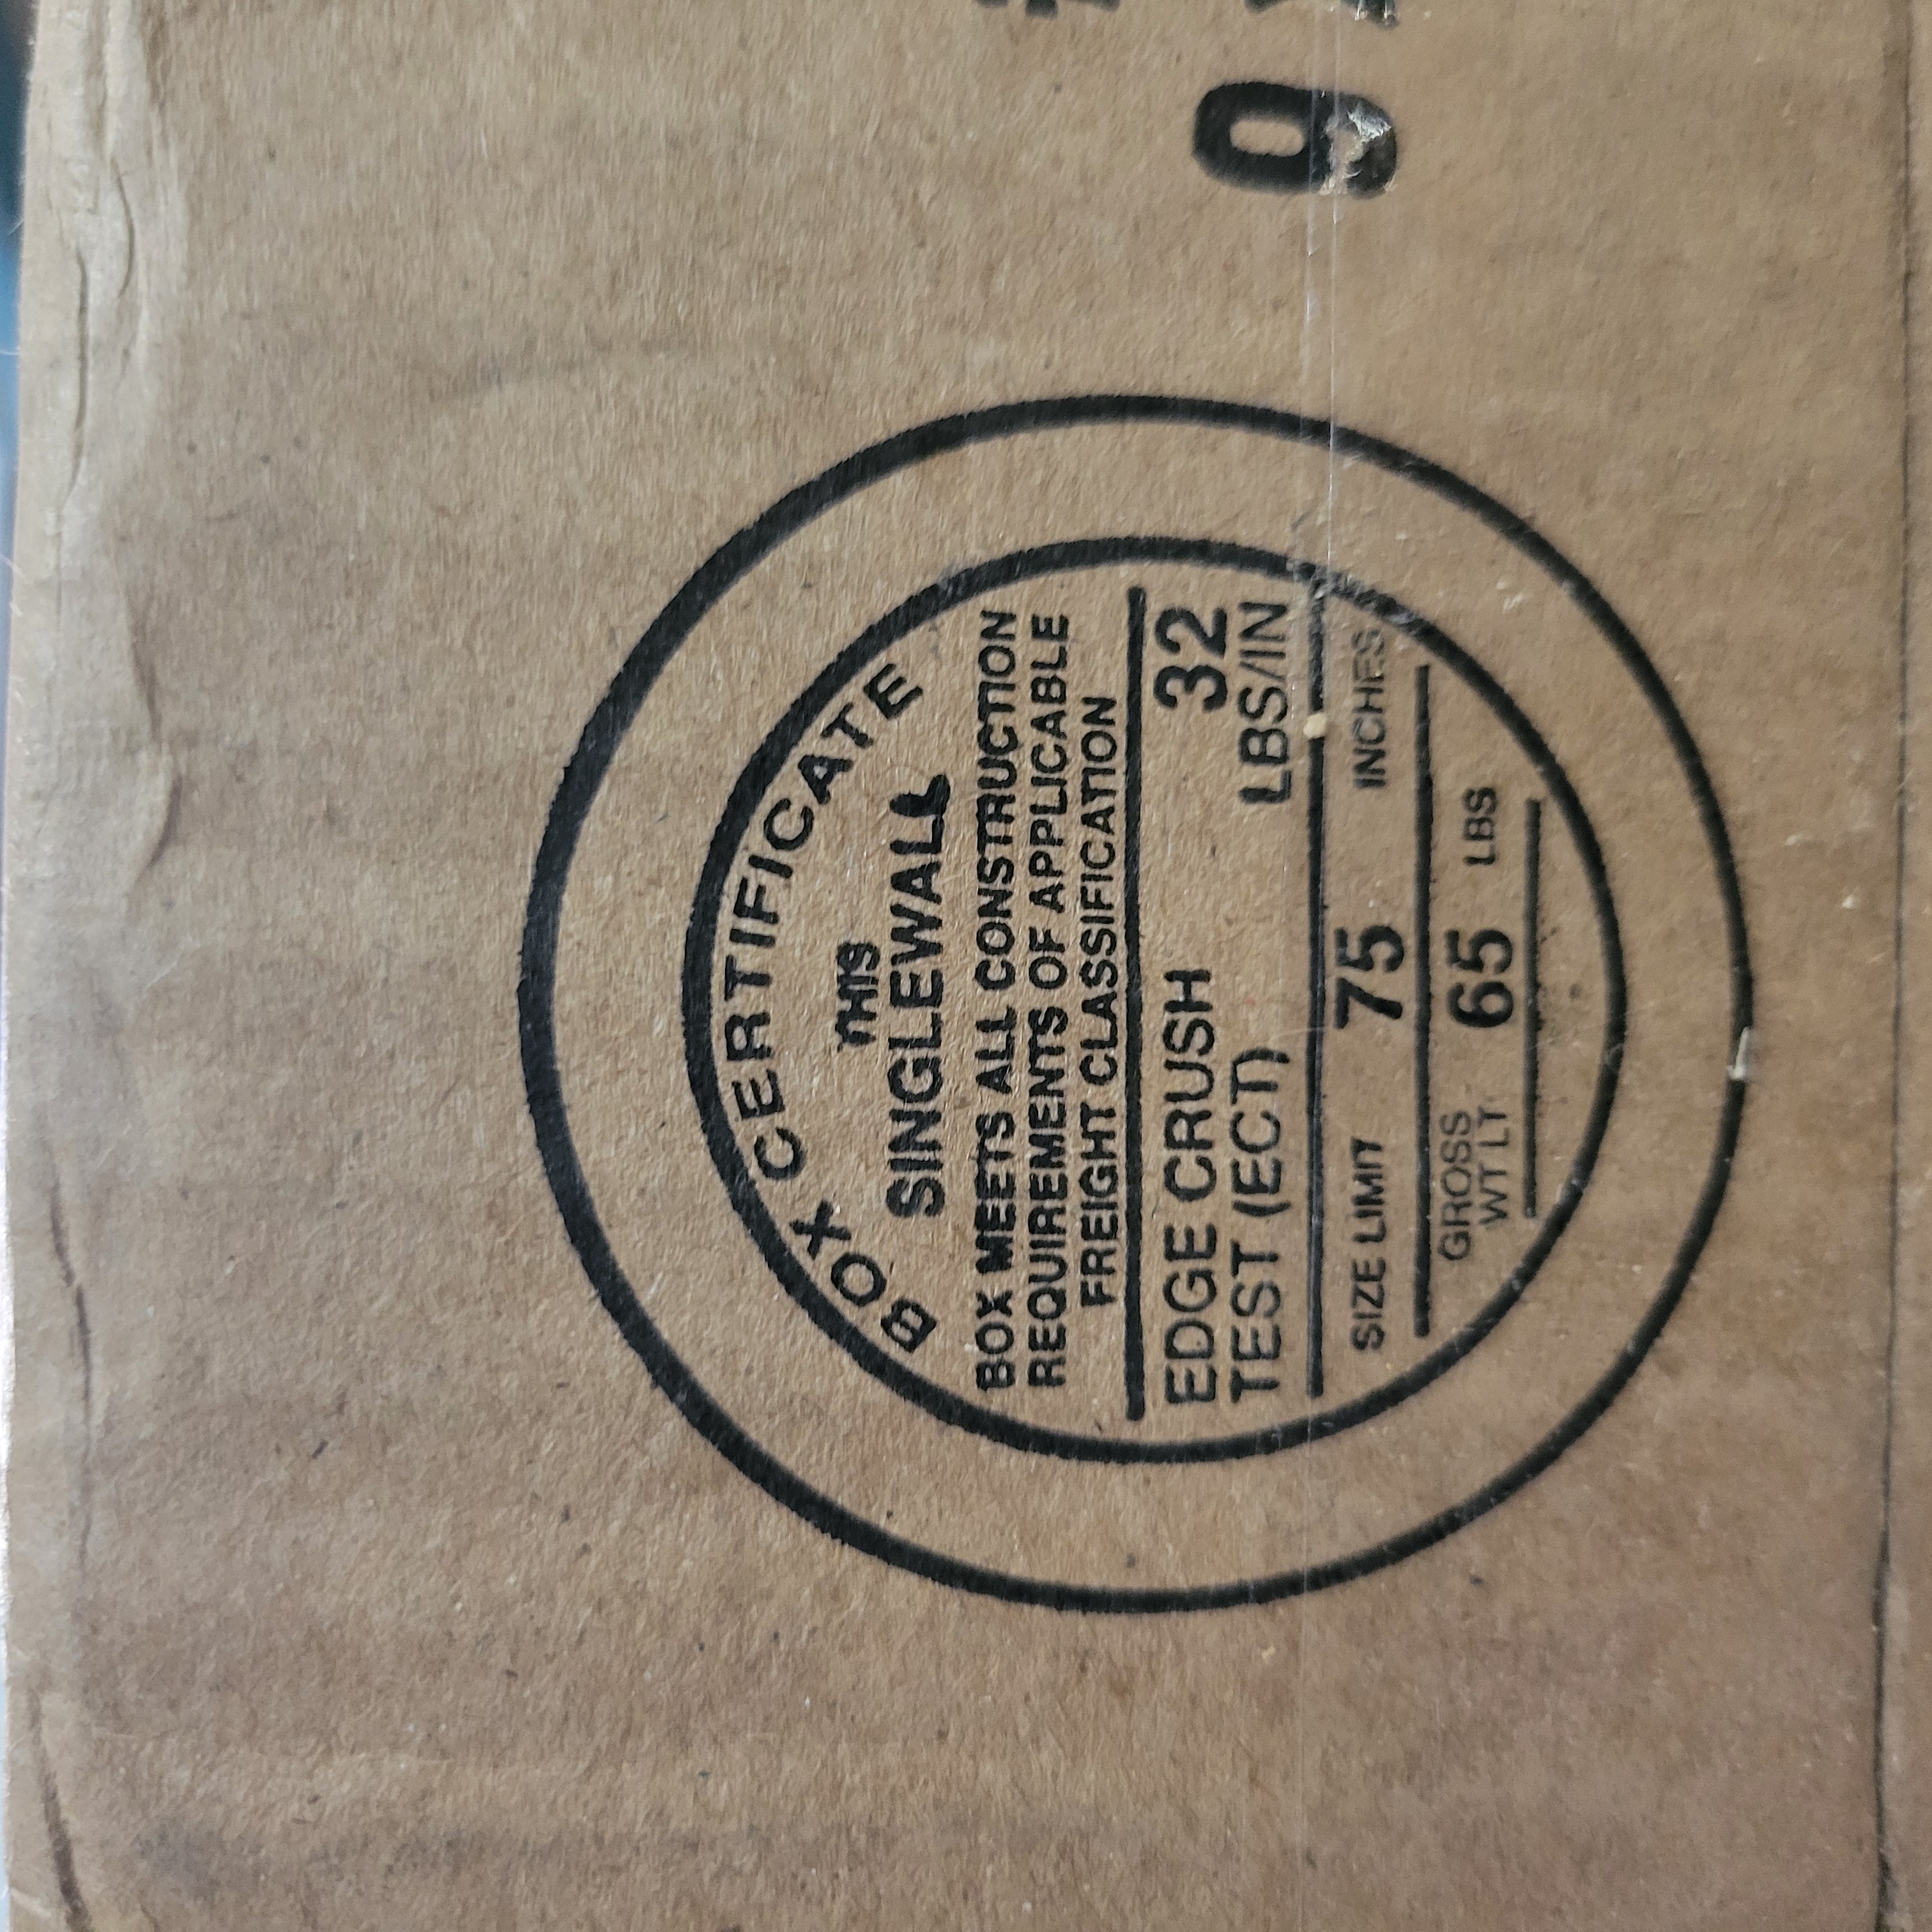 BOX CERTIFICATE
THIS
SINGLEWALL
BOX MEETS ALL CONSTRUCTION
REQUIREMENTS OF APPLICABLE
FREIGHT CLASSIFICATION
EDGE CRUSH 32
TEST (ECT) LBS/IN
SIZE LIMIT 75 INCHES
GROSS
WT LT 65 LBS
0